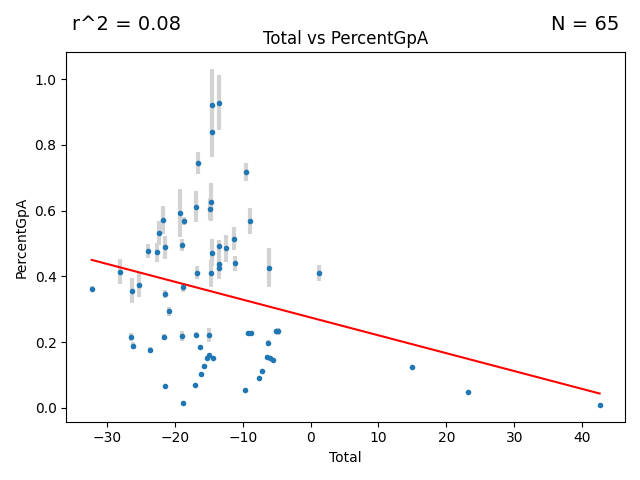 r^2 = 0.08
N = 65
Total vs PercentGpA
PercentGpA
1.0
0.8
0.6
0.4
0.2
0.0
−30 −20 −10 0 10 20 30 40
Total